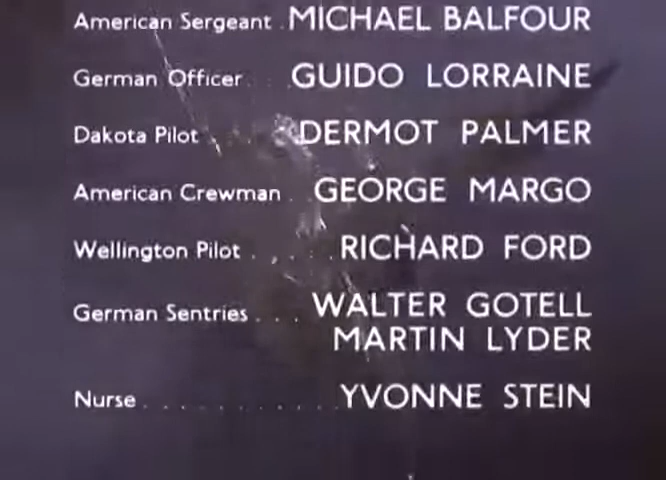 American Sergeant . MICHAEL BALFOUR
German Officer . . . GUIDO LORRAINE
Dakota Pilot . . . DERMOT PALMER
American Crewman . GEORGE MARGO
Wellington Pilot . . . . RICHARD FORD
German Sentries . . . WALTER GOTELL
MARTIN LYDER
Nurse . . . . . . . . . . . YVONNE STEIN